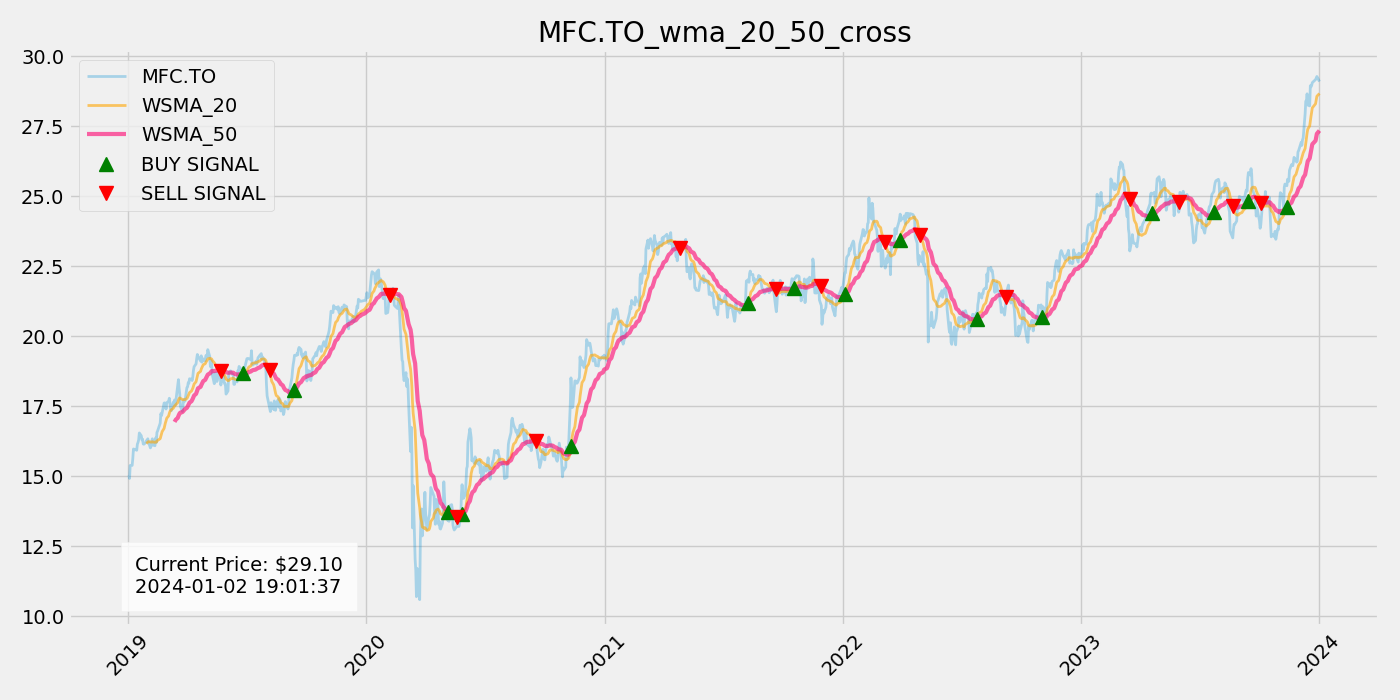 MFC.TO_wma_20_50_cross
30.0
27.5
25.0
22.5
20.0
17.5
15.0
12.5
10.0
MFC.TO
WSMA_20
WSMA_50
BUY SIGNAL
SELL SIGNAL
Current Price: $29.10
2024-01-02 19:01:37
2019
2020
2021
2022
2023
2024